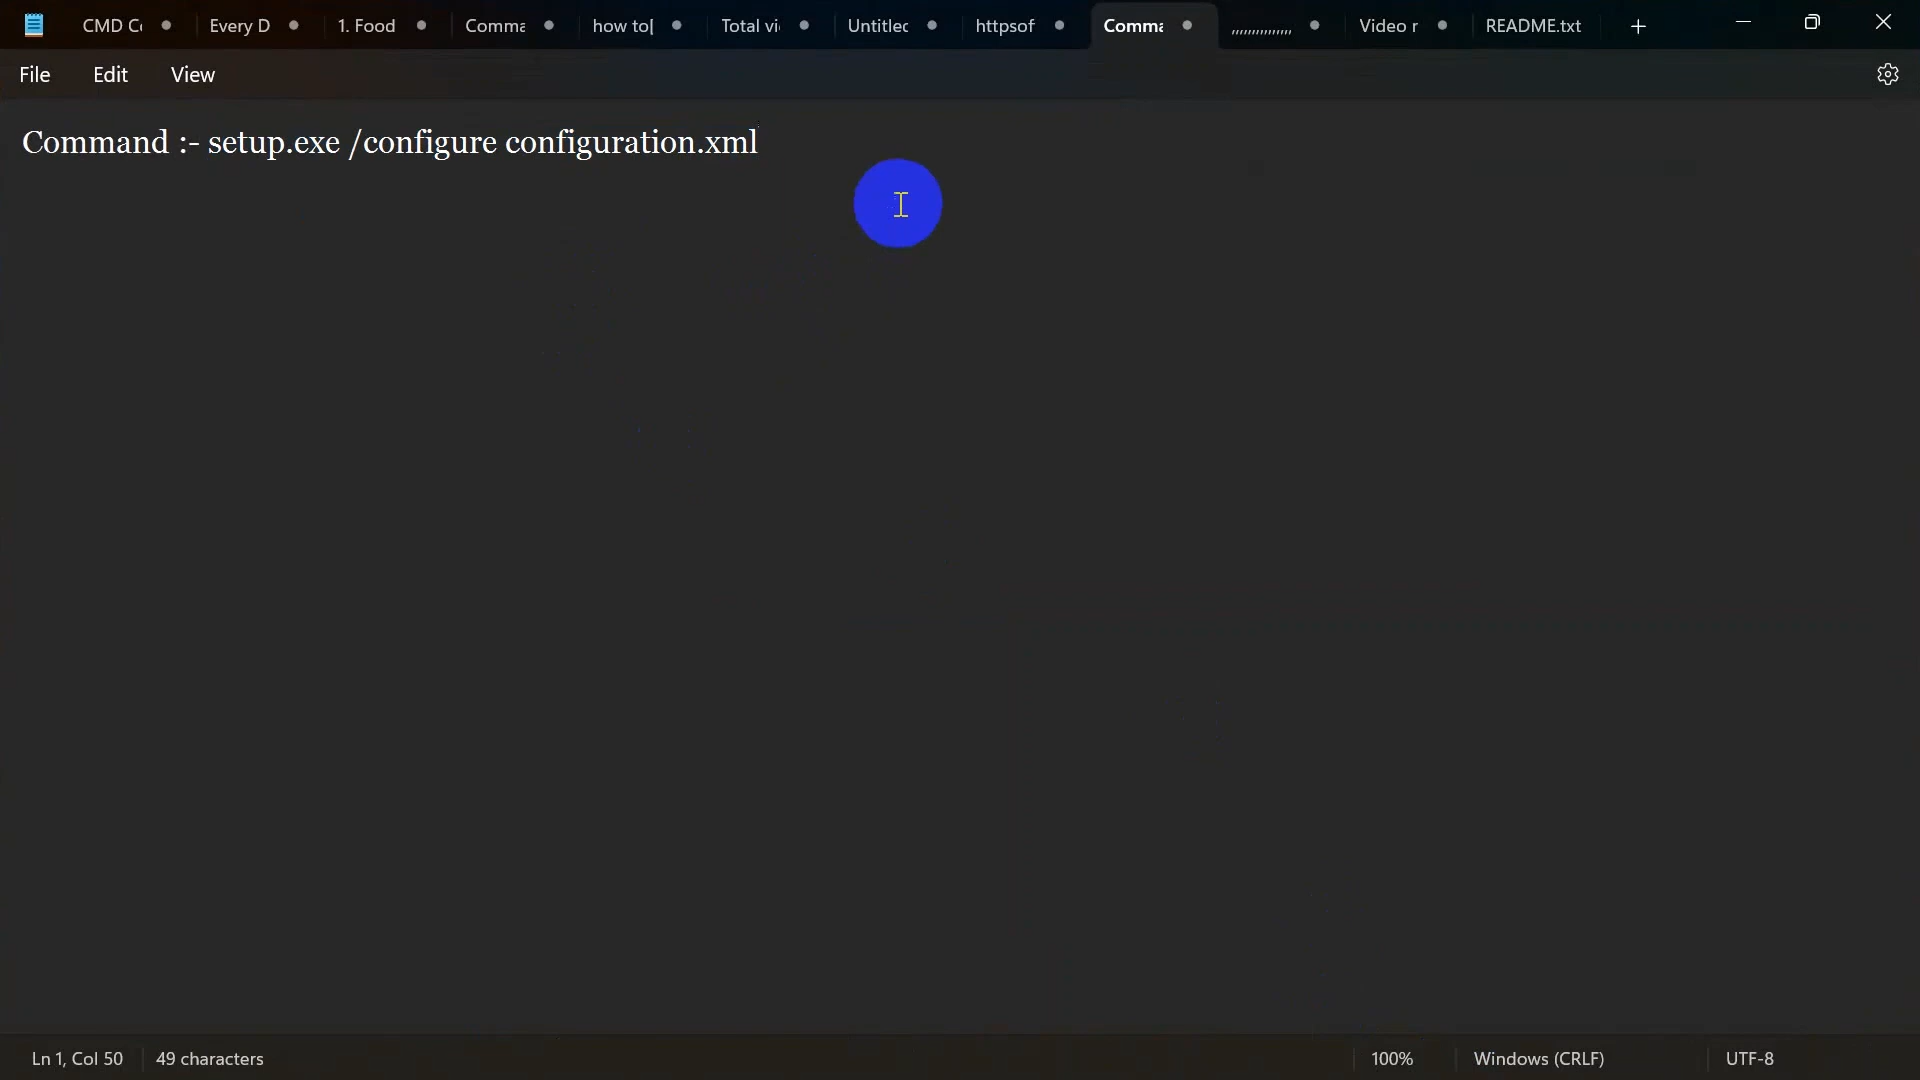 CMD C
Every D
1. Food
Comma
how to[
Total vi
Untitled
httpsof
Comma
,,,,,,,,,,,,,,
Video r
README.txt
File
Edit
View
Command :- setup.exe /configure configuration.xml
Ln 1, Col 50
49 characters
100%
Windows (CRLF)
UTF-8